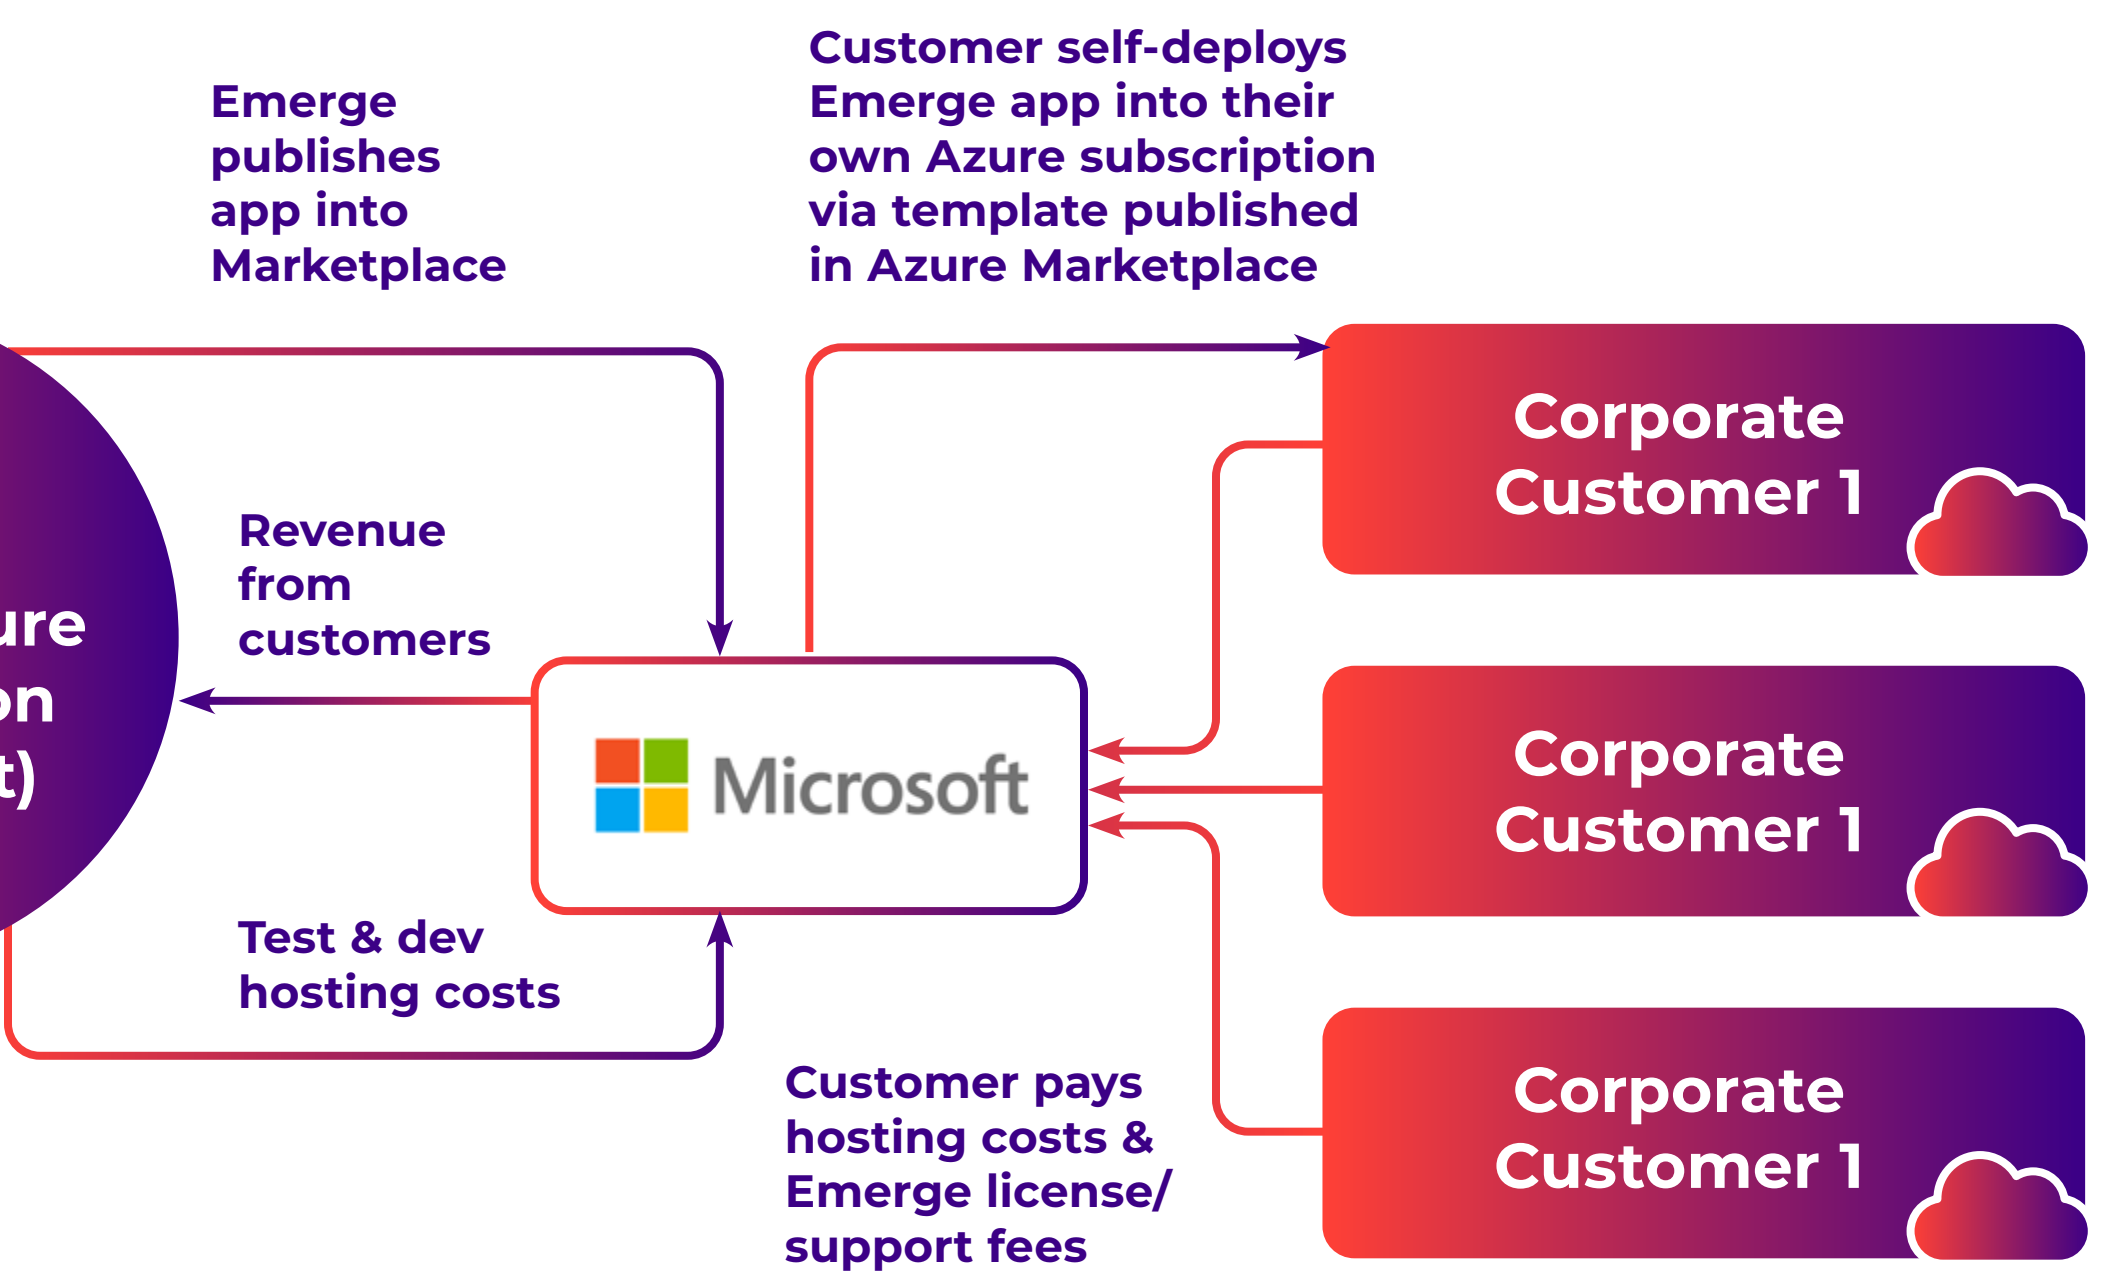 Customer self-deploys
Emerge app into their
own Azure subscription
via template published
in Azure Marketplace
Emerge
publishes
app into
Marketplace
Corporate
Customer 1
Revenue
from
customers
Microsoft
Corporate
Customer 1
Test & dev
hosting costs
Customer pays
hosting costs &
Emerge license/
support fees
Corporate
Customer 1